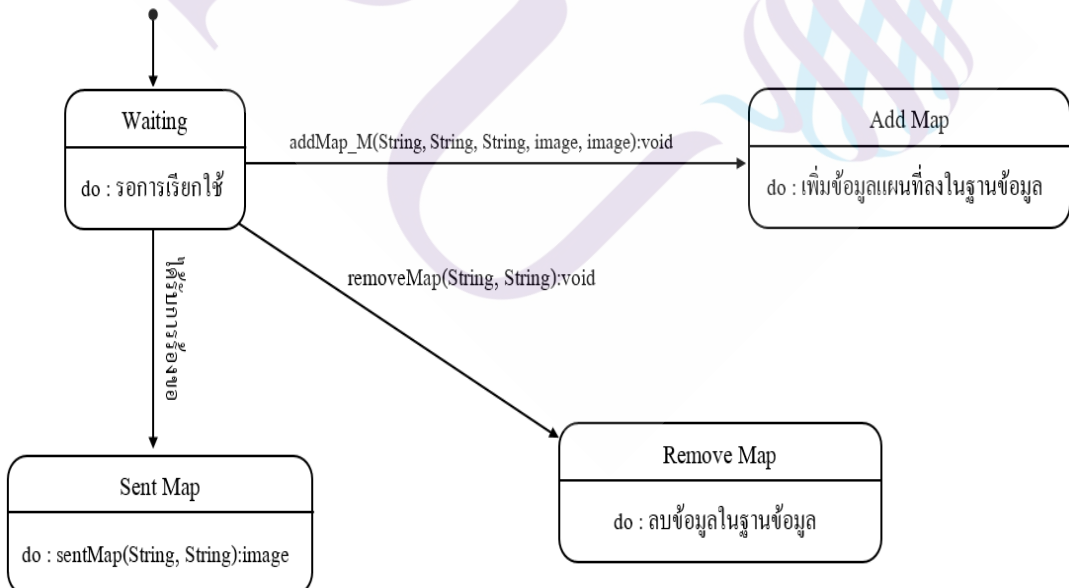 Waiting
do : รอการเรียกใช้
addMap_M(String, String, String, image, image):void
Add Map
do : เพิ่มข้อมูลแผนที่ลงในฐานข้อมูล
removeMap(String, String):void
ได้รับการร้องขอ
Remove Map
do : ลบข้อมูลในฐานข้อมูล
Sent Map
do : sentMap(String, String):image